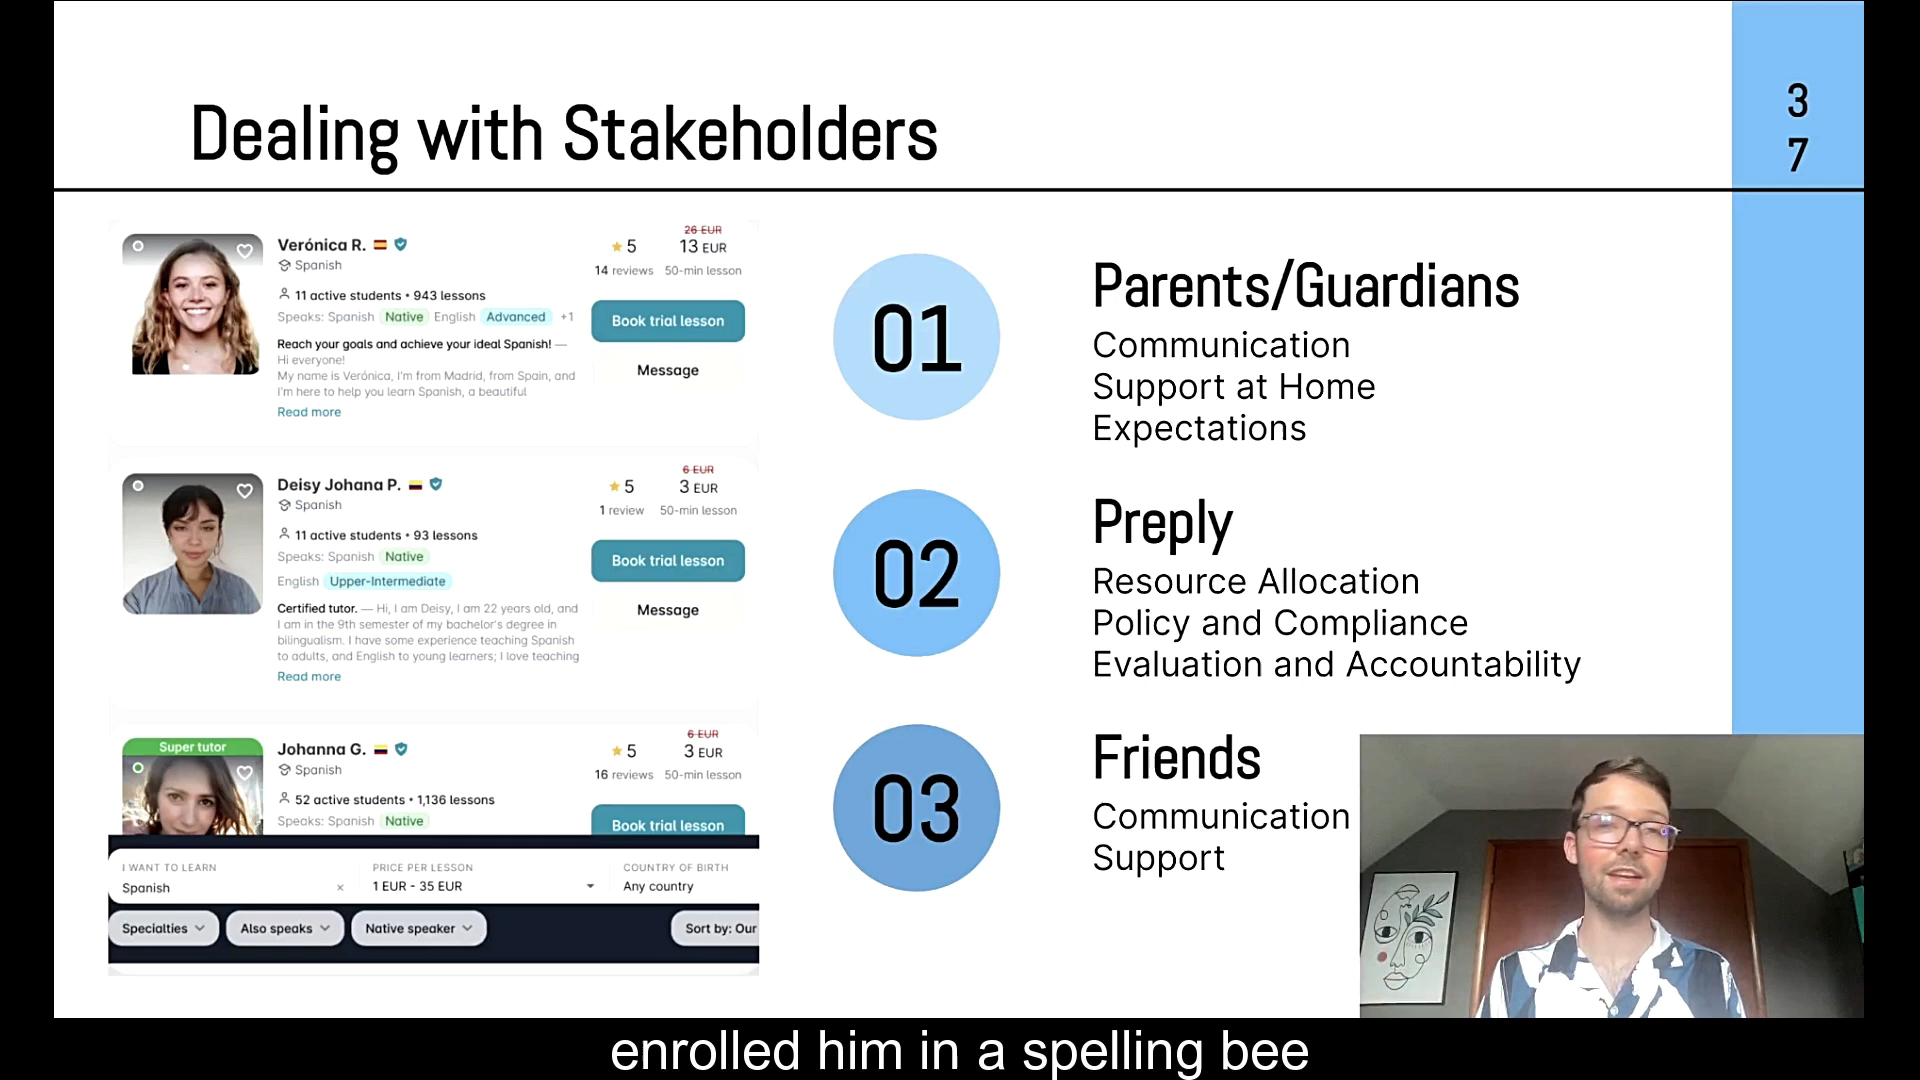 Dealing with Stakeholders
3
7
Verónica R.
Spanish
11 active students • 943 lessons
Speaks: Spanish Native English Advanced +1
Reach your goals and achieve your ideal Spanish! —
Hi everyone!
My name is Verónica, I'm from Madrid, from Spain, and
I'm here to help you learn Spanish, a beautiful
Read more
5
14 reviews
26 EUR
13 EUR
50-min lesson
Book trial lesson
Message
Deisy Johana P.
Spanish
11 active students • 93 lessons
Speaks: Spanish Native
English Upper-Intermediate
Certified tutor. — Hi, I am Deisy, I am 22 years old, and
I am in the 9th semester of my bachelor's degree in
bilingualism. I have some experience teaching Spanish
to adults, and English to young learners; I love teaching
Read more
5
1 review
6 EUR
3 EUR
50-min lesson
Book trial lesson
Message
Super tutor
Johanna G.
Spanish
52 active students • 1,136 lessons
Speaks: Spanish Native
5
16 reviews
6 EUR
3 EUR
50-min lesson
Book trial lesson
I WANT TO LEARN
Spanish ×
PRICE PER LESSON
1 EUR - 35 EUR
COUNTRY OF BIRTH
Any country
Specialties
Also speaks
Native speaker
Sort by: Our
01
Parents/Guardians
Communication
Support at Home
Expectations
02
Preply
Resource Allocation
Policy and Compliance
Evaluation and Accountability
03
Friends
Communication
Support
enrolled him in a spelling bee